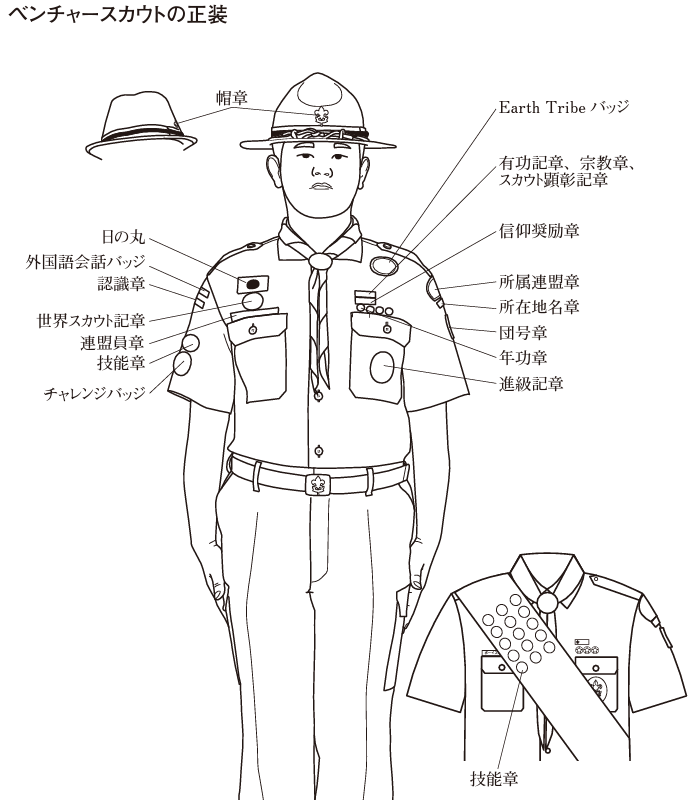 ベンチャースカウトの正装
帽章
Earth Tribe バッジ
有功記章、宗教章、
スカウト顕彰記章
信仰奨励章
日の丸
外国語会話バッジ
認識章
世界スカウト記章
連盟員章
技能章
チャレンジバッジ
所属連盟章
所在地名章
団号章
年功章
進級記章
技能章